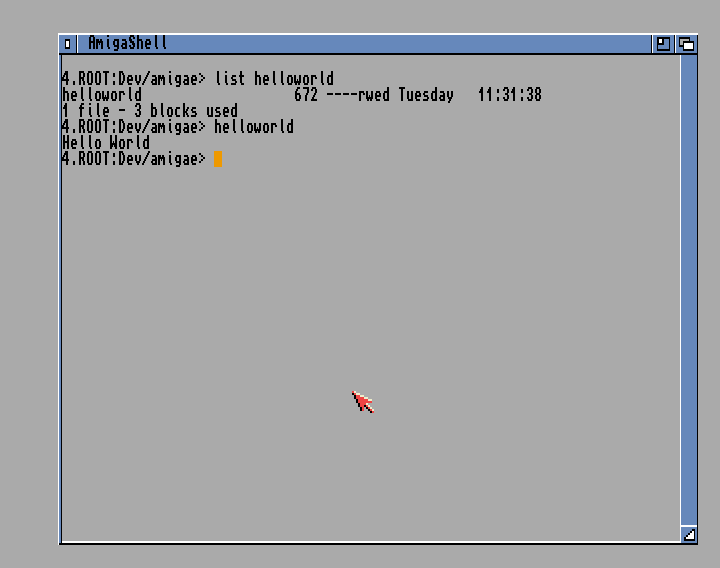 AmigaShell
4.ROOT:Dev/amigae> list helloworld
helloworld                   672 ----rwed Tuesday   11:31:38
1 file - 3 blocks used
4.ROOT:Dev/amigae> helloworld
Hello World
4.ROOT:Dev/amigae>